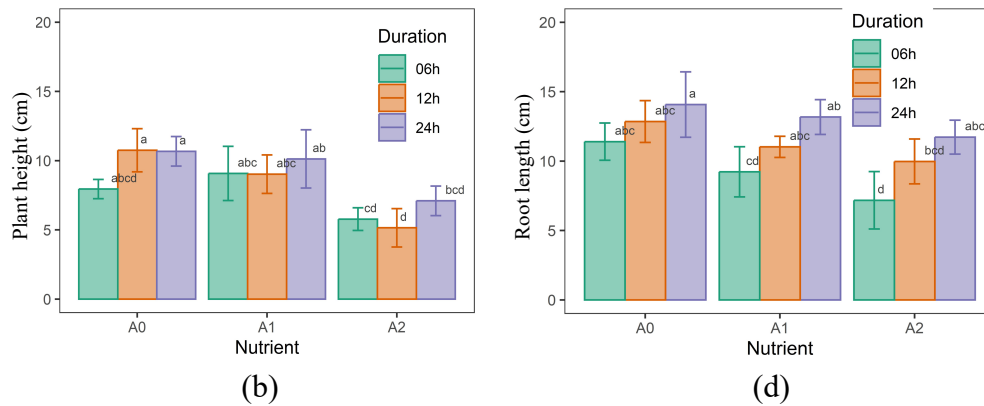 20
15
10
5
0
Plant height (cm)
Duration
06h
12h
24h
abcd
a
a
abc
abc
ab
cd
d
bcd
A0
A1
A2
Nutrient
(b)
20
15
10
5
0
Root length (cm)
Duration
06h
12h
24h
abc
abc
a
cd
abc
ab
d
bcd
abc
A0
A1
A2
Nutrient
(d)